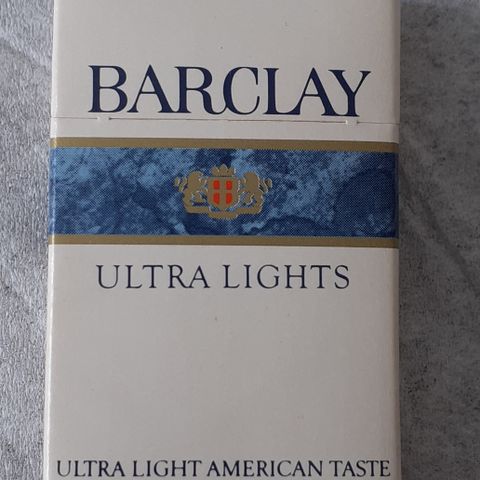 BARCLAY
ULTRA LIGHTS
ULTRA LIGHT AMERICAN TASTE